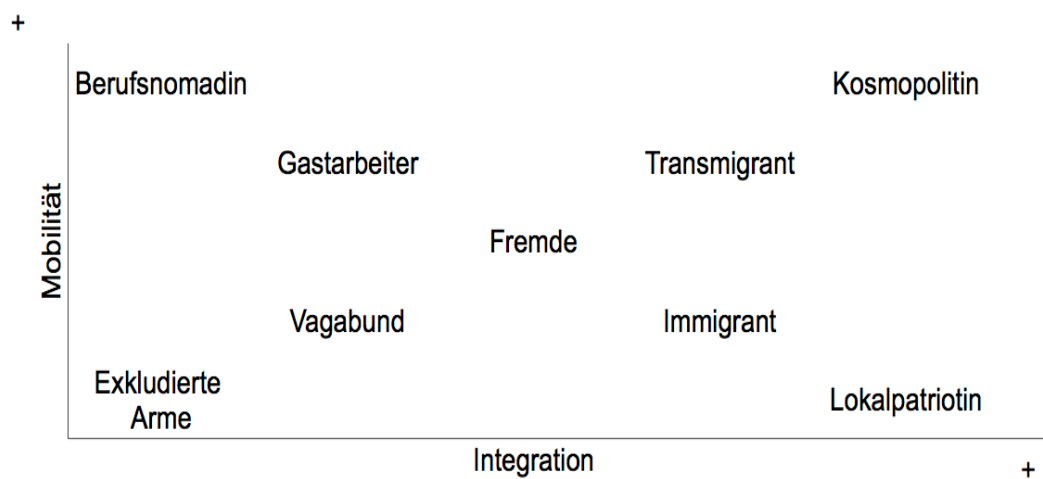 +
Berufsnomadin
Kosmopolitin
Gastarbeiter
Transmigrant
Mobilität
Fremde
Vagabund
Immigrant
Exkludierte
Arme
Lokalpatriotin
Integration
+